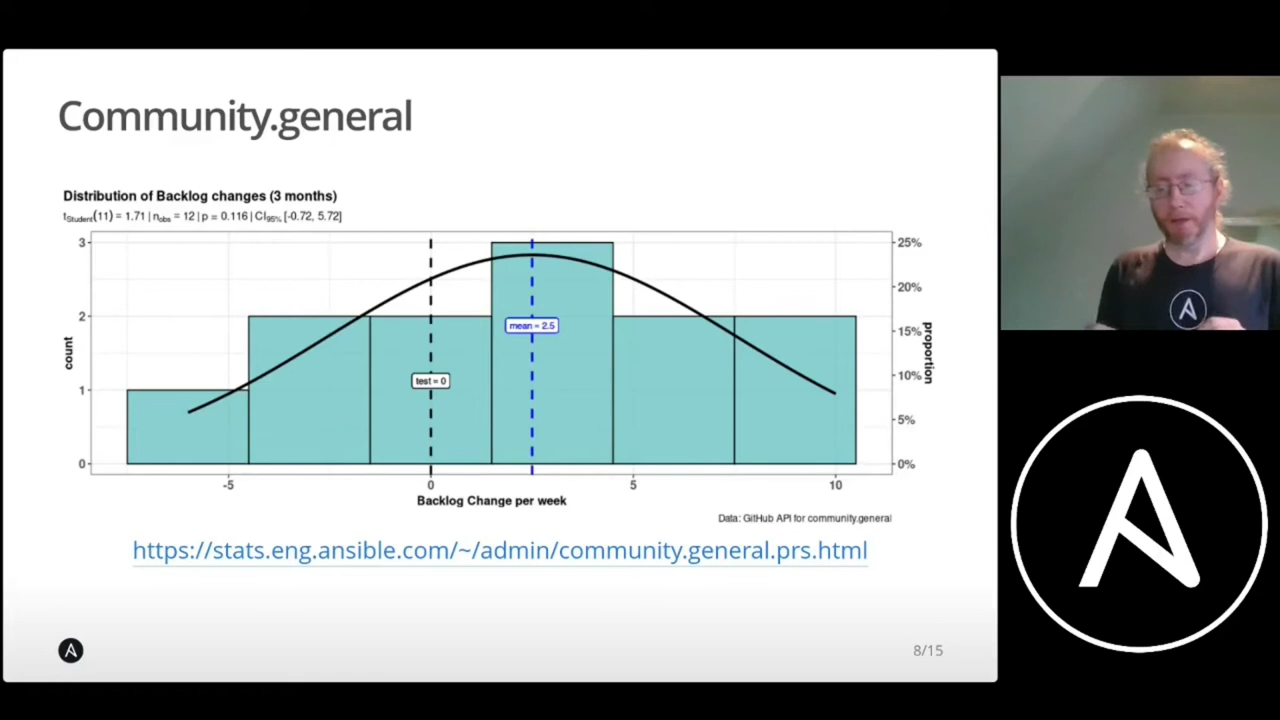 Community.general
Distribution of Backlog changes (3 months)
tStudent(11) = 1.71 | nobs = 12 | p = 0.116 | CI95% [-0.72, 5.72]
3
2
1
0
count
25%
20%
15%
10%
5%
0%
proportion
mean = 2.5
test = 0
-5
0
5
10
Backlog Change per week
Data: GitHub API for community.general
https://stats.eng.ansible.com/~/admin/community.general.prs.html
8/15